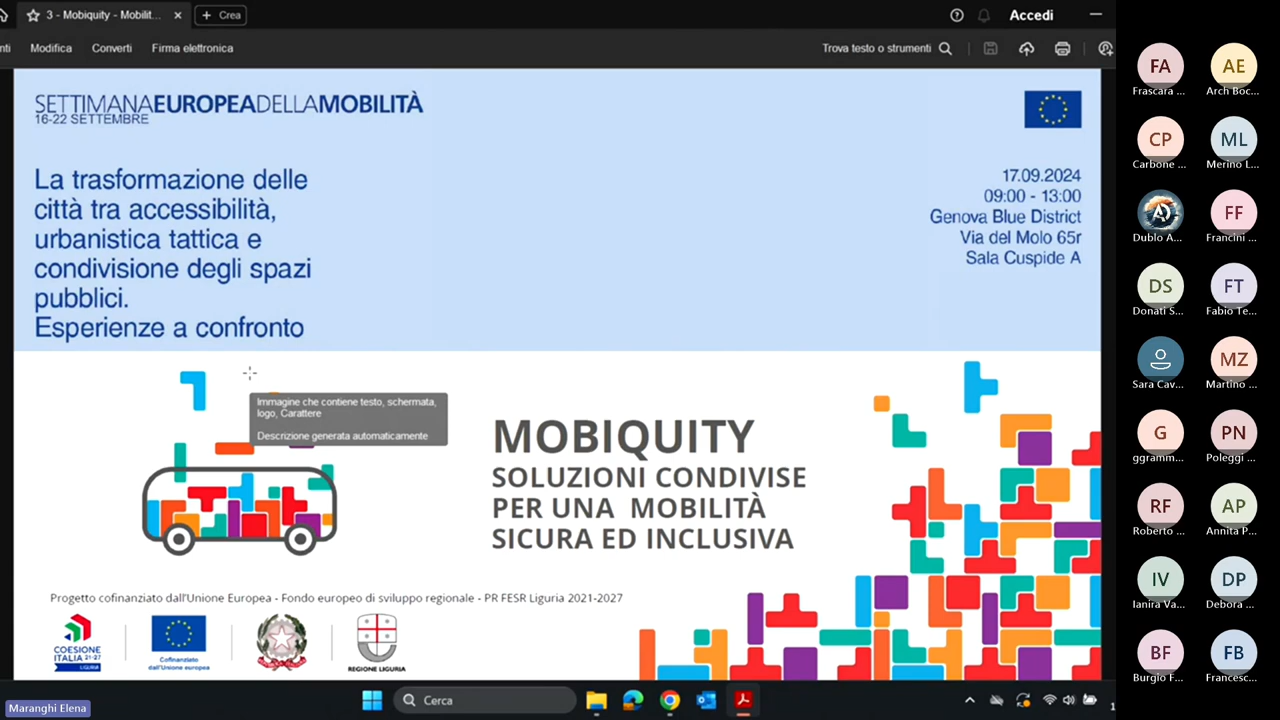 3 - Mobiquity - Mobilit...
Crea
Accedi
nti
Modifica
Converti
Firma elettronica
Trova testo o strumenti
SETTIMANAEUROPEADELLAMOBILITÀ
16-22 SETTEMBRE
La trasformazione delle
città tra accessibilità,
urbanistica tattica e
condivisione degli spazi
pubblici.
Esperienze a confronto
17.09.2024
09:00 - 13:00
Genova Blue District
Via del Molo 65r
Sala Cuspide A
Immagine che contiene testo, schermata,
logo, Carattere
Descrizione generata automaticamente
MOBIQUITY
SOLUZIONI CONDIVISE
PER UNA MOBILITÀ
SICURA ED INCLUSIVA
Progetto cofinanziato dall'Unione Europea - Fondo europeo di sviluppo regionale - PR FESR Liguria 2021-2027
COESIONE
ITALIA 21-27
LIGURIA
Cofinanziato
dall'Unione europea
REGIONE LIGURIA
Cerca
Maranghi Elena
FA
Frascara ...
AE
Arch Boc...
CP
Carbone ...
ML
Merino L...
Dublo A...
FF
Francini ...
DS
Donati S...
FT
Fabio Te...
Sara Cav...
MZ
Martino ...
G
ggramm...
PN
Poleggi ...
RF
Roberto ...
AP
Annita P...
IV
Ianira Va...
DP
Debora ...
BF
Burgio F...
FB
Francesc...